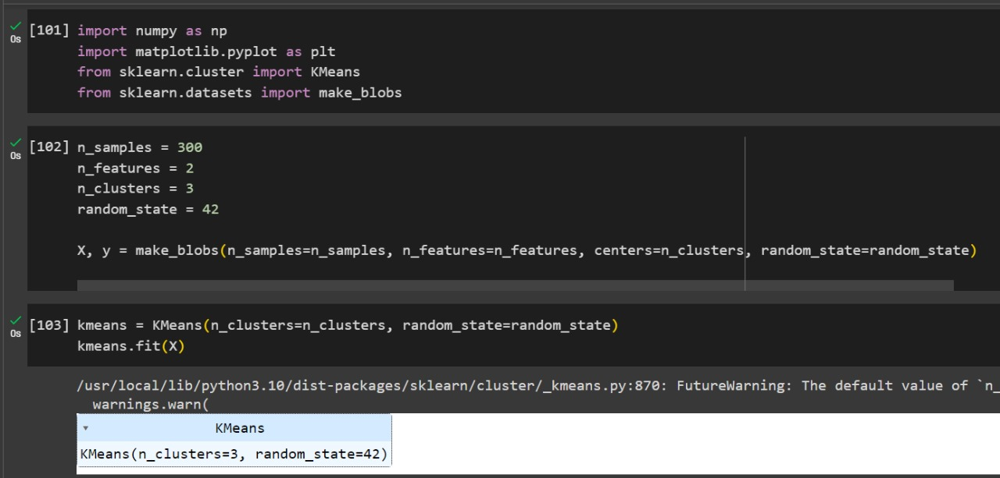 [101] import numpy as np
0s
import matplotlib.pyplot as plt
from sklearn.cluster import KMeans
from sklearn.datasets import make_blobs
[102] n_samples = 300
0s
n_features = 2
n_clusters = 3
random_state = 42
X, y = make_blobs(n_samples=n_samples, n_features=n_features, centers=n_clusters, random_state=random_state)
[103] kmeans = KMeans(n_clusters=n_clusters, random_state=random_state)
0s
kmeans.fit(X)
/usr/local/lib/python3.10/dist-packages/sklearn/cluster/_kmeans.py:870: FutureWarning: The default value of `n_
warnings.warn(
KMeans
KMeans(n_clusters=3, random_state=42)